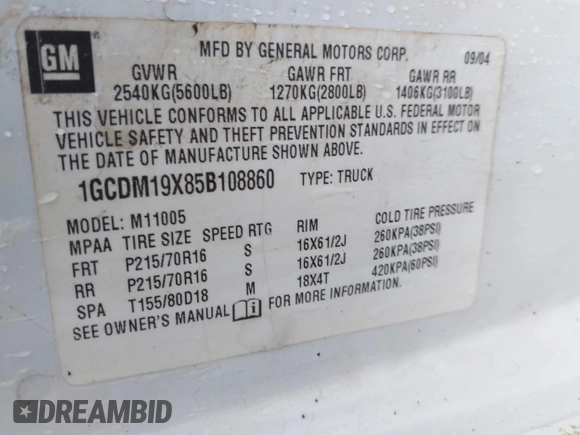 GM
MFD BY GENERAL MOTORS CORP. 09/04
GVWR GAWR FRT GAWR RR
2540KG(5600LB) 1270KG(2800LB) 1406KG(3100LB)
THIS VEHICLE CONFORMS TO ALL APPLICABLE U.S. FEDERAL MOTOR
VEHICLE SAFETY AND THEFT PREVENTION STANDARDS IN EFFECT ON
THE DATE OF MANUFACTURE SHOWN ABOVE.
1GCDM19X85B108860 TYPE: TRUCK
MODEL: M11005
MPAA TIRE SIZE SPEED RTG RIM COLD TIRE PRESSURE
FRT P215/70R16 S 16X61/2J 260KPA(38PSI)
RR P215/70R16 S 16X61/2J 260KPA(38PSI)
SPA T155/80D18 M 18X4T 420KPA(60PSI)
SEE OWNER'S MANUAL FOR MORE INFORMATION.
DREAMBID